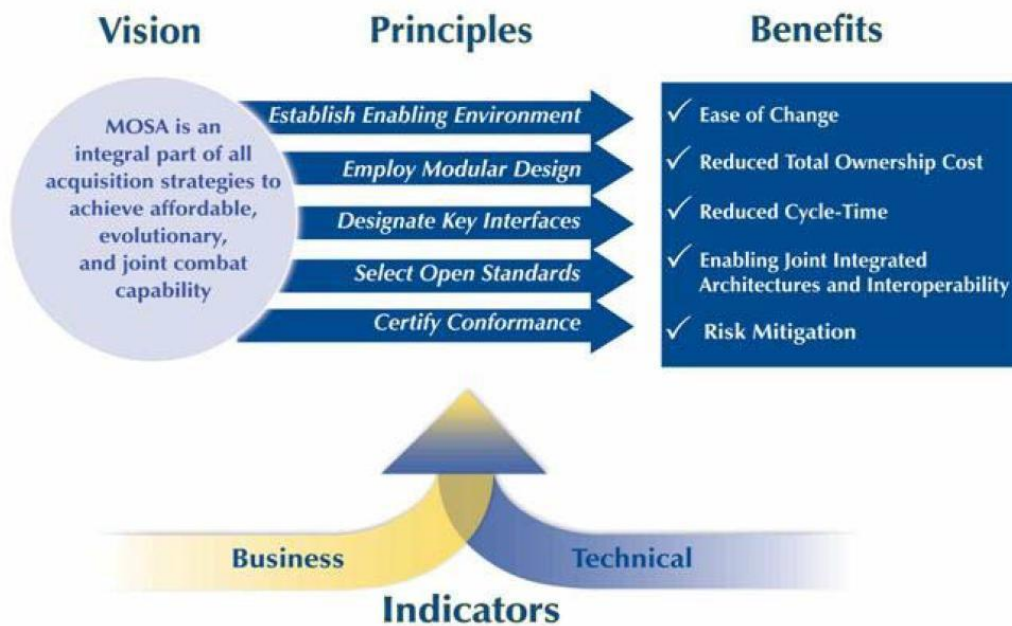 Vision
Principles
Benefits
MOSA is an
integral part of all
acquisition strategies to
achieve affordable,
evolutionary,
and joint combat
capability
Establish Enabling Environment
Employ Modular Design
Designate Key Interfaces
Select Open Standards
Certify Conformance
✓ Ease of Change
✓ Reduced Total Ownership Cost
✓ Reduced Cycle-Time
✓ Enabling Joint Integrated
Architectures and Interoperability
✓ Risk Mitigation
Business
Technical
Indicators